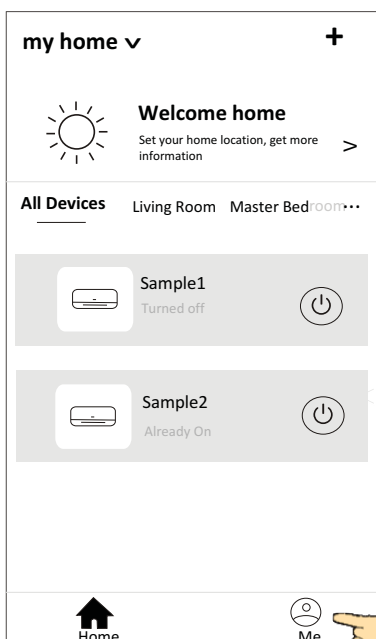 my home ∨ +
Welcome home
Set your home location, get more
information
>
All Devices Living Room Master Bedroom ···
Sample1
Turned off
Sample2
Already On
Home Me